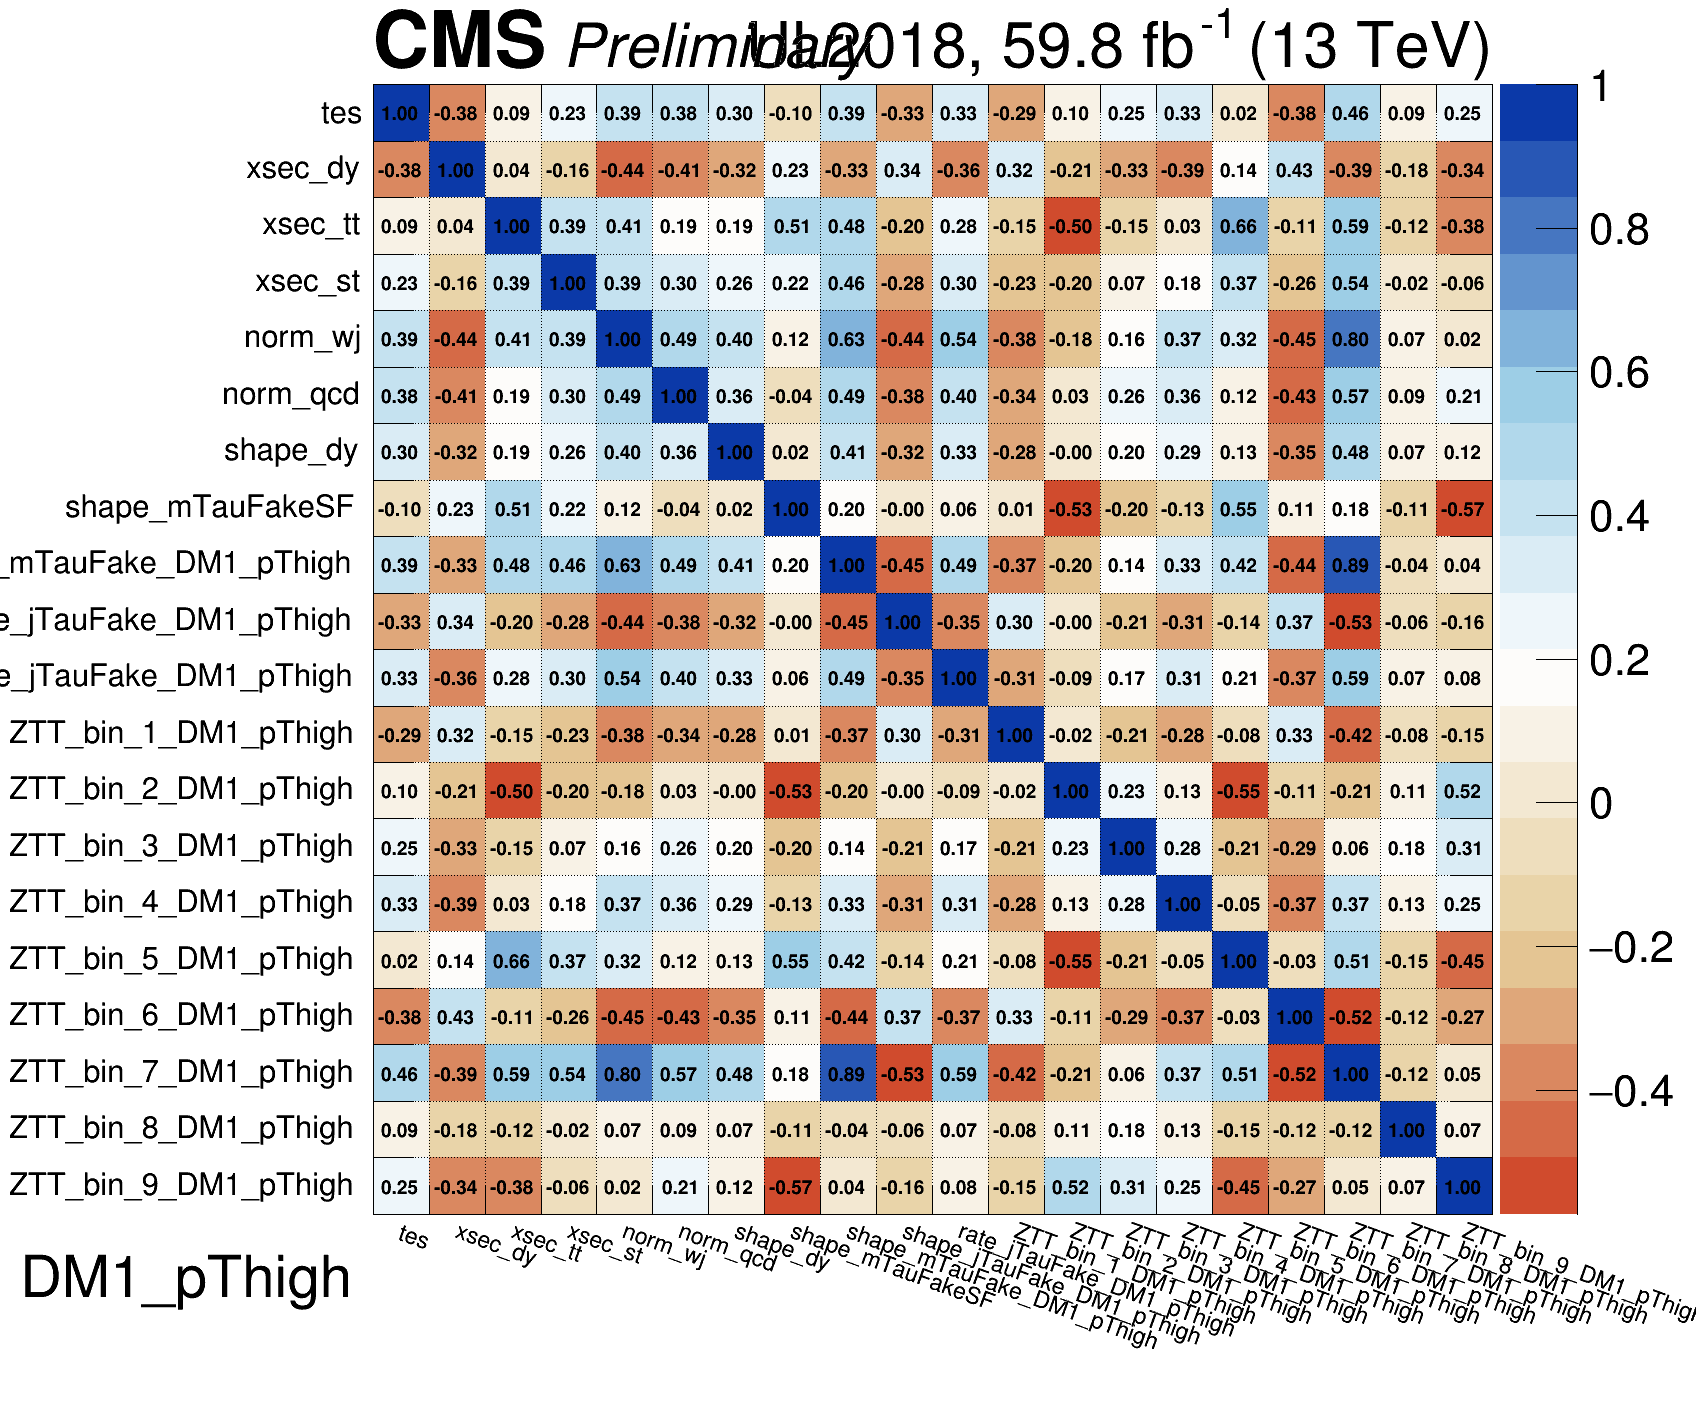 CMS Preliminary UL2018, 59.8 fb-1 (13 TeV)
tes 1.00 -0.38 0.09 0.23 0.39 0.38 0.30 -0.10 0.39 -0.33 0.33 -0.29 0.10 0.25 0.33 0.02 -0.38 0.46 0.09 0.25
xsec_dy -0.38 1.00 0.04 -0.16 -0.44 -0.41 -0.32 0.23 -0.33 0.34 -0.36 0.32 -0.21 -0.33 -0.39 0.14 0.43 -0.39 -0.18 -0.34
xsec_tt 0.09 0.04 1.00 0.39 0.41 0.19 0.19 0.51 0.48 -0.20 0.28 -0.15 -0.50 -0.15 0.03 0.66 -0.11 0.59 -0.12 -0.38
xsec_st 0.23 -0.16 0.39 1.00 0.39 0.30 0.26 0.22 0.46 -0.28 0.30 -0.23 -0.20 0.07 0.18 0.37 -0.26 0.54 -0.02 -0.06
norm_wj 0.39 -0.44 0.41 0.39 1.00 0.49 0.40 0.12 0.63 -0.44 0.54 -0.38 -0.18 0.16 0.37 0.32 -0.45 0.80 0.07 0.02
norm_qcd 0.38 -0.41 0.19 0.30 0.49 1.00 0.36 -0.04 0.49 -0.38 0.40 -0.34 0.03 0.26 0.36 0.12 -0.43 0.57 0.09 0.21
shape_dy 0.30 -0.32 0.19 0.26 0.40 0.36 1.00 0.02 0.41 -0.32 0.33 -0.28 -0.00 0.20 0.29 0.13 -0.35 0.48 0.07 0.12
shape_mTauFakeSF -0.10 0.23 0.51 0.22 0.12 -0.04 0.02 1.00 0.20 -0.00 0.06 0.01 -0.53 -0.20 -0.13 0.55 0.11 0.18 -0.11 -0.57
_mTauFake_DM1_pThigh 0.39 -0.33 0.48 0.46 0.63 0.49 0.41 0.20 1.00 -0.45 0.49 -0.37 -0.20 0.14 0.33 0.42 -0.44 0.89 -0.04 0.04
e_jTauFake_DM1_pThigh -0.33 0.34 -0.20 -0.28 -0.44 -0.38 -0.32 -0.00 -0.45 1.00 -0.35 0.30 -0.00 -0.21 -0.31 -0.14 0.37 -0.53 -0.06 -0.16
e_jTauFake_DM1_pThigh 0.33 -0.36 0.28 0.30 0.54 0.40 0.33 0.06 0.49 -0.35 1.00 -0.31 -0.09 0.17 0.31 0.21 -0.37 0.59 0.07 0.08
ZTT_bin_1_DM1_pThigh -0.29 0.32 -0.15 -0.23 -0.38 -0.34 -0.28 0.01 -0.37 0.30 -0.31 1.00 -0.02 -0.21 -0.28 -0.08 0.33 -0.42 -0.08 -0.15
ZTT_bin_2_DM1_pThigh 0.10 -0.21 -0.50 -0.20 -0.18 0.03 -0.00 -0.53 -0.20 -0.00 -0.09 -0.02 1.00 0.23 0.13 -0.55 -0.11 -0.21 0.11 0.52
ZTT_bin_3_DM1_pThigh 0.25 -0.33 -0.15 0.07 0.16 0.26 0.20 -0.20 0.14 -0.21 0.17 -0.21 0.23 1.00 0.28 -0.21 -0.29 0.06 0.18 0.31
ZTT_bin_4_DM1_pThigh 0.33 -0.39 0.03 0.18 0.37 0.36 0.29 -0.13 0.33 -0.31 0.31 -0.28 0.13 0.28 1.00 -0.05 -0.37 0.37 0.13 0.25
ZTT_bin_5_DM1_pThigh 0.02 0.14 0.66 0.37 0.32 0.12 0.13 0.55 0.42 -0.14 0.21 -0.08 -0.55 -0.21 -0.05 1.00 -0.03 0.51 -0.15 -0.45
ZTT_bin_6_DM1_pThigh -0.38 0.43 -0.11 -0.26 -0.45 -0.43 -0.35 0.11 -0.44 0.37 -0.37 0.33 -0.11 -0.29 -0.37 -0.03 1.00 -0.52 -0.12 -0.27
ZTT_bin_7_DM1_pThigh 0.46 -0.39 0.59 0.54 0.80 0.57 0.48 0.18 0.89 -0.53 0.59 -0.42 -0.21 0.06 0.37 0.51 -0.52 1.00 -0.12 0.05
ZTT_bin_8_DM1_pThigh 0.09 -0.18 -0.12 -0.02 0.07 0.09 0.07 -0.11 -0.04 -0.06 0.07 -0.08 0.11 0.18 0.13 -0.15 -0.12 -0.12 1.00 0.07
ZTT_bin_9_DM1_pThigh 0.25 -0.34 -0.38 -0.06 0.02 0.21 0.12 -0.57 0.04 -0.16 0.08 -0.15 0.52 0.31 0.25 -0.45 -0.27 0.05 0.07 1.00
1
0.8
0.6
0.4
0.2
0
−0.2
−0.4
tes
xsec_dy
xsec_tt
xsec_st
norm_wj
norm_qcd
shape_dy
shape_mTauFakeSF
shape_mTauFake_DM1_pThigh
shape_jTauFake_DM1_pThigh
rate_jTauFake_DM1_pThigh
ZTT_bin_1_DM1_pThigh
ZTT_bin_2_DM1_pThigh
ZTT_bin_3_DM1_pThigh
ZTT_bin_4_DM1_pThigh
ZTT_bin_5_DM1_pThigh
ZTT_bin_6_DM1_pThigh
ZTT_bin_7_DM1_pThigh
ZTT_bin_8_DM1_pThigh
ZTT_bin_9_DM1_pThigh
DM1_pThigh